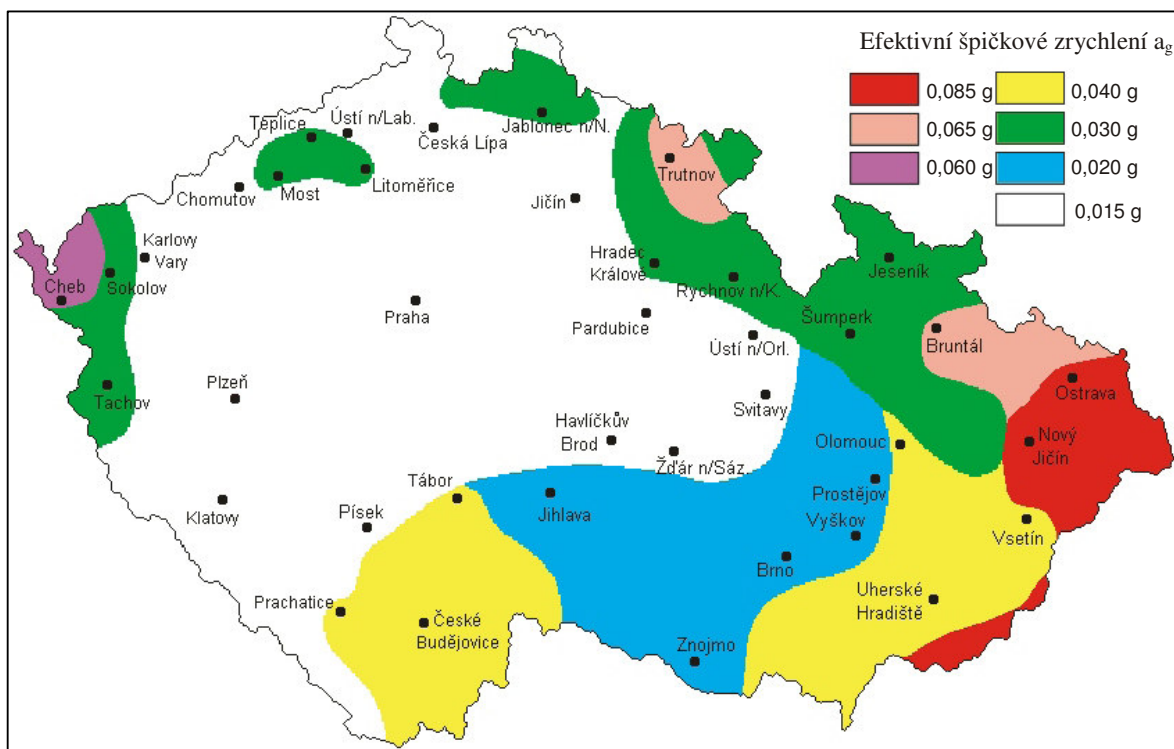 Efektivní špičkové zrychlení ag
0,085 g
0,040 g
0,065 g
0,030 g
0,060 g
0,020 g
0,015 g
Teplice
Ústí n/Lab.
Česká Lípa
Jablonec n/N.
Chomutov
Most
Litoměřice
Jičín
Trutnov
Karlovy
Vary
Cheb
Sokolov
Praha
Hradec
Králove
Rychnov n/K.
Jeseník
Pardubice
Ústí n/Orl.
Šumperk
Bruntál
Tachov
Plzeň
Svitavy
Ostrava
Havlíčkův
Brod
Žďár n/Sáz.
Olomouc
Nový
Jičín
Klatovy
Písek
Tábor
Jihlava
Prostějov
Vyškov
Vsetín
Brno
Prachatice
České
Budějovice
Uherské
Hradiště
Znojmo